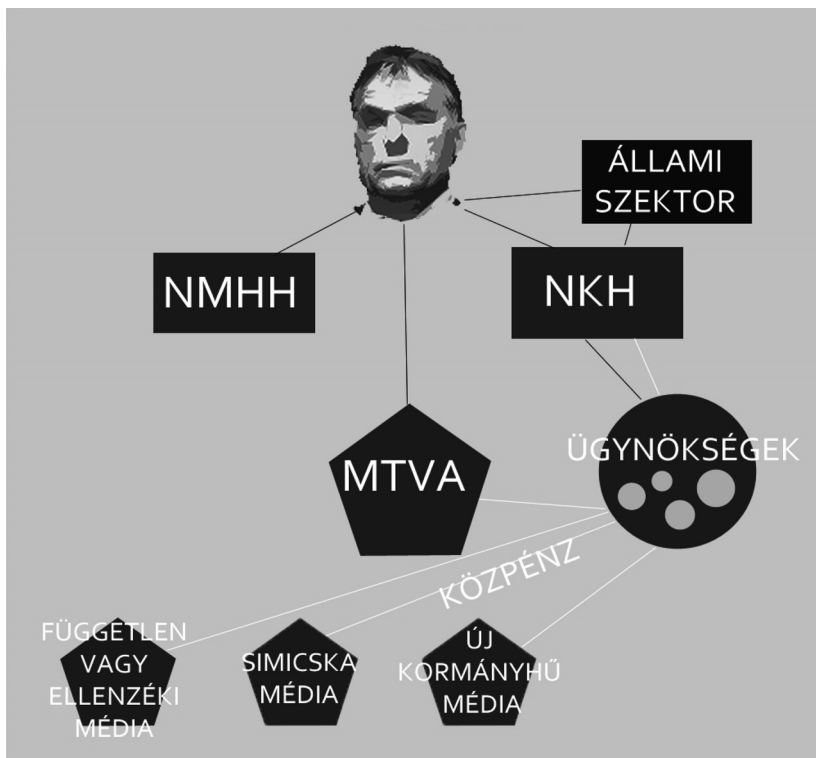 ÁLLAMI
SZEKTOR
NMHH
NKH
ÜGYNÖKSÉGEK
MTVA
KÖZPÉNZ
FÜGGETLEN
VAGY
ELLENZÉKI
MÉDIA
SIMICSKA
MÉDIA
ÚJ
KORMÁNYHŰ
MÉDIA